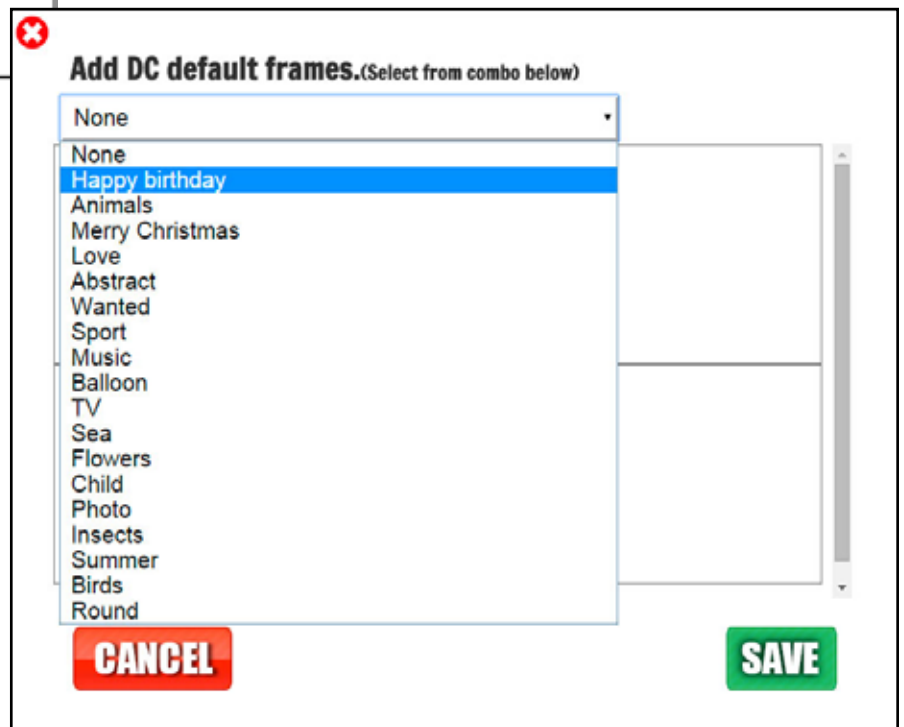 Add DC default frames.(Select from combo below)
None
None
Happy birthday
Animals
Merry Christmas
Love
Abstract
Wanted
Sport
Music
Balloon
TV
Sea
Flowers
Child
Photo
Insects
Summer
Birds
Round
CANCEL
SAVE